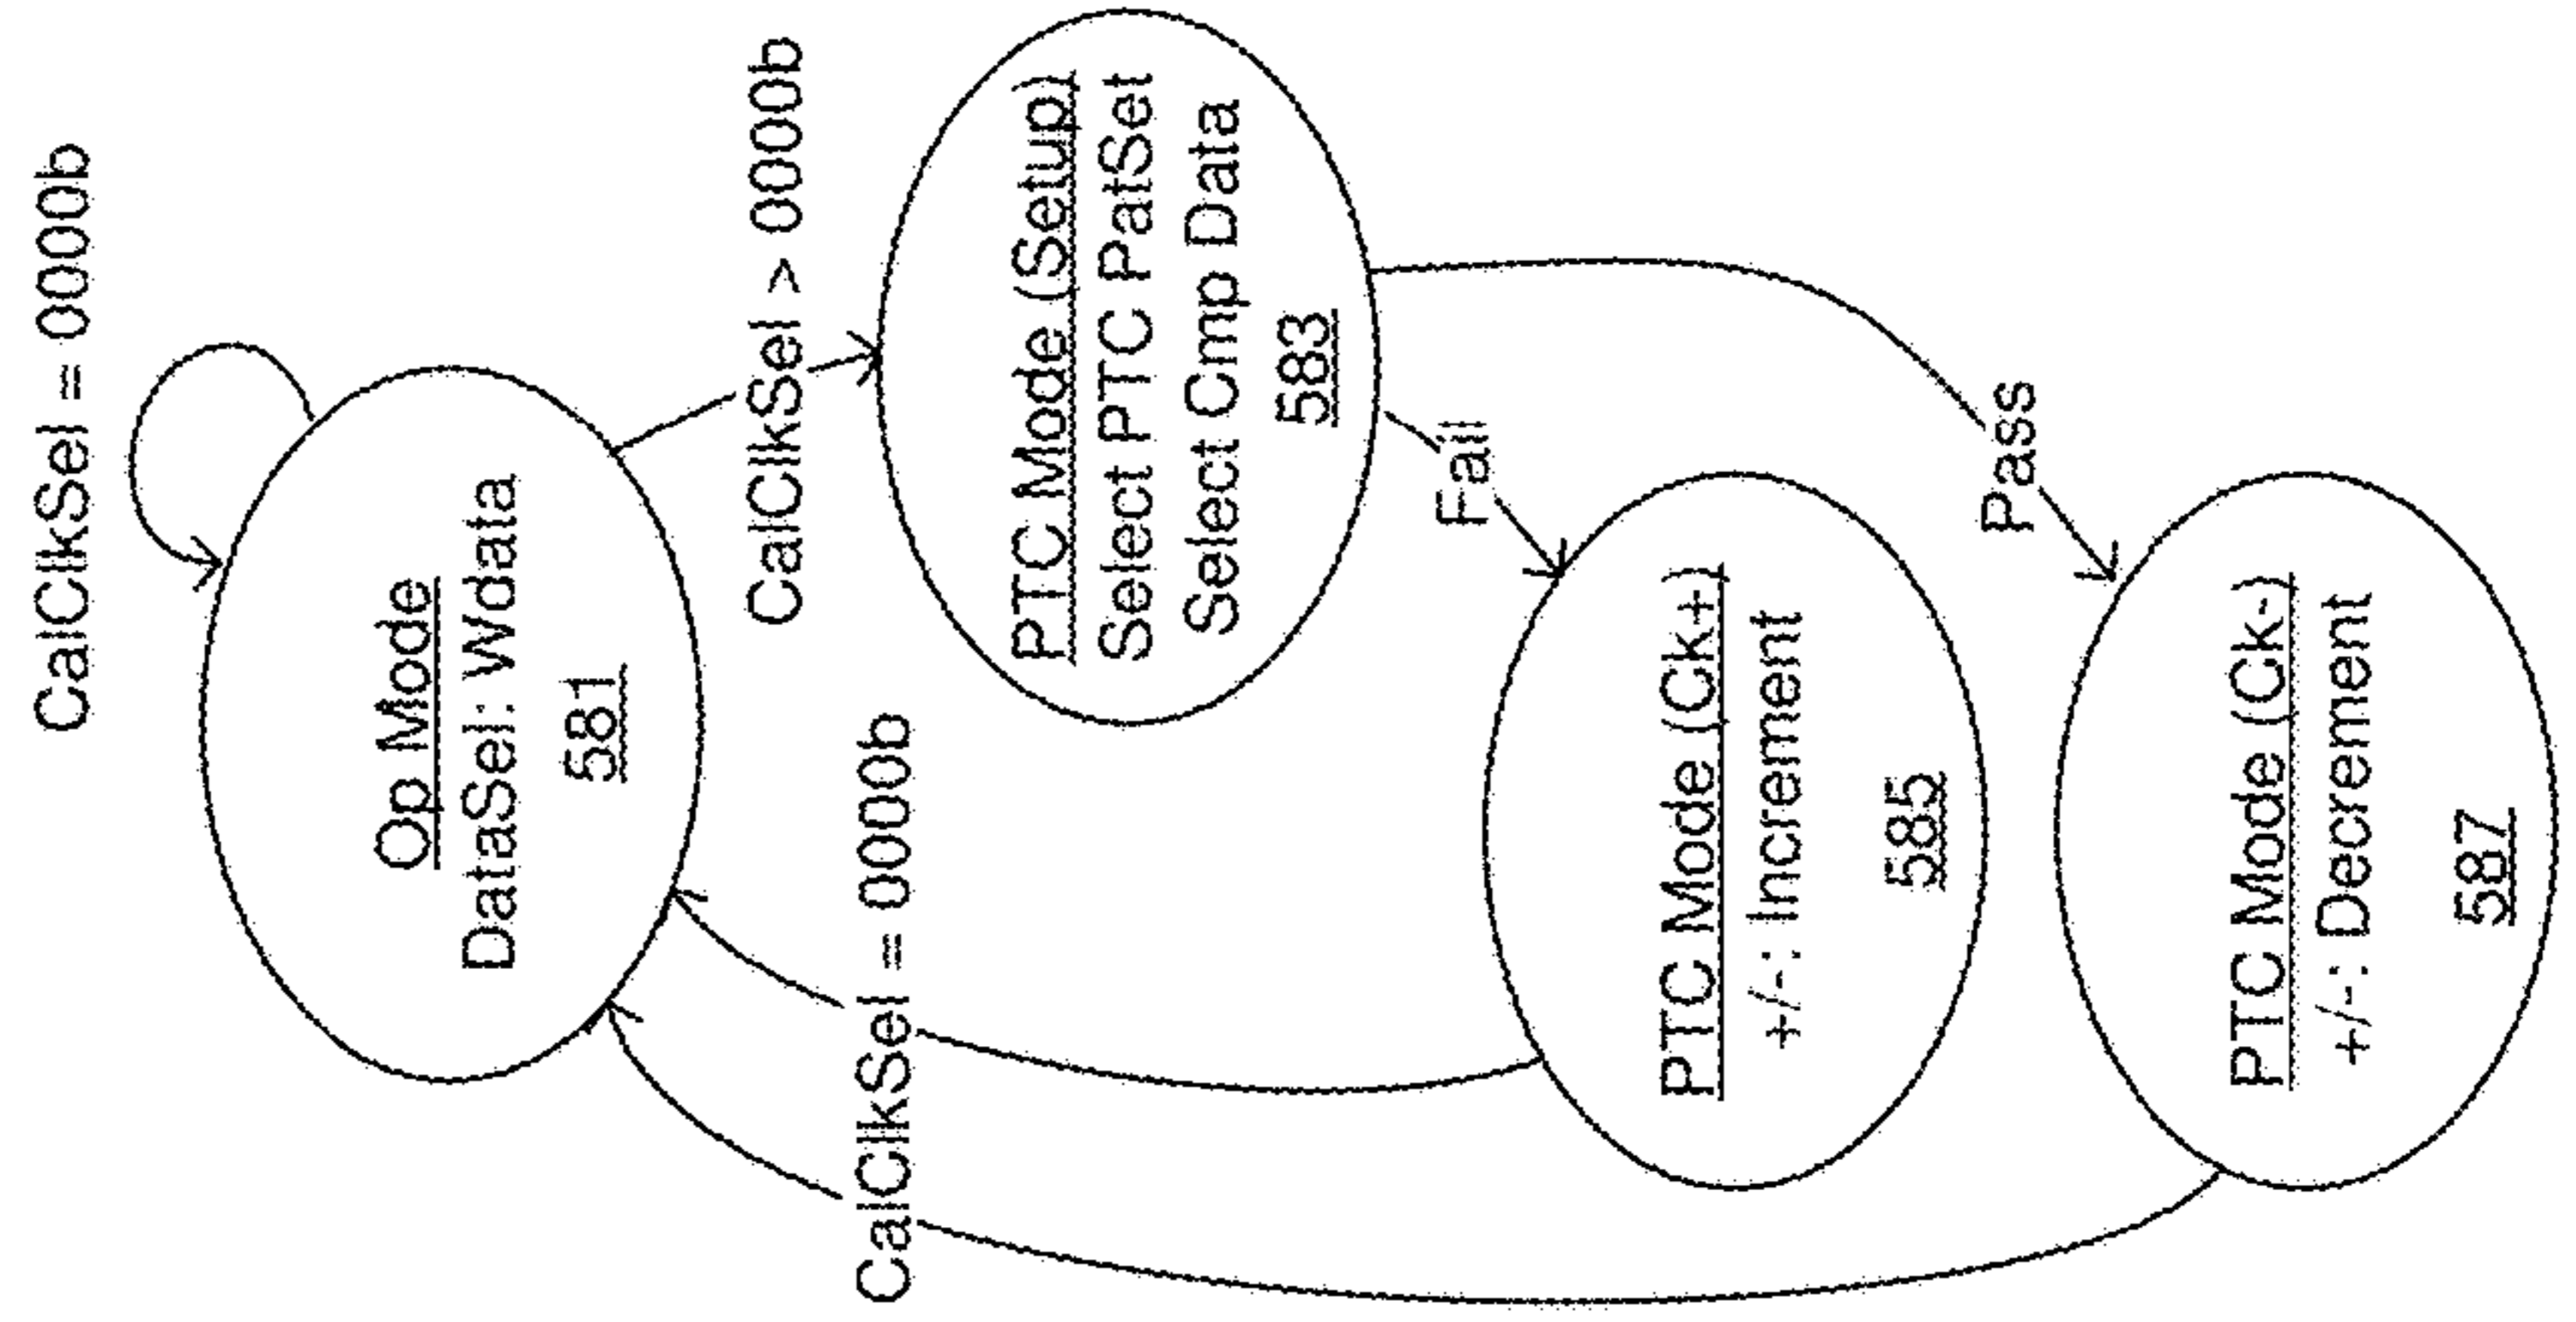 CalClkSel = 0000b
Op Mode
DataSel: Wdata
581
CalClkSel > 0000b
CalClkSel = 0000b
PTC Mode (Setup)
Select PTC PatSet
Select Cmp Data
583
Fail
PTC Mode (Ck+)
+/-: Increment
585
Pass
PTC Mode (Ck-)
+/-: Decrement
587